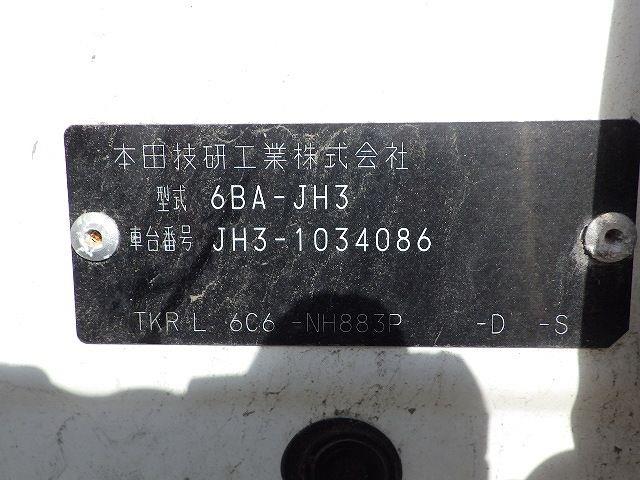 本田技研工業株式会社
型式 6BA-JH3
車台番号 JH3-1034086
TKRL 6C6 -NH883P -D -S